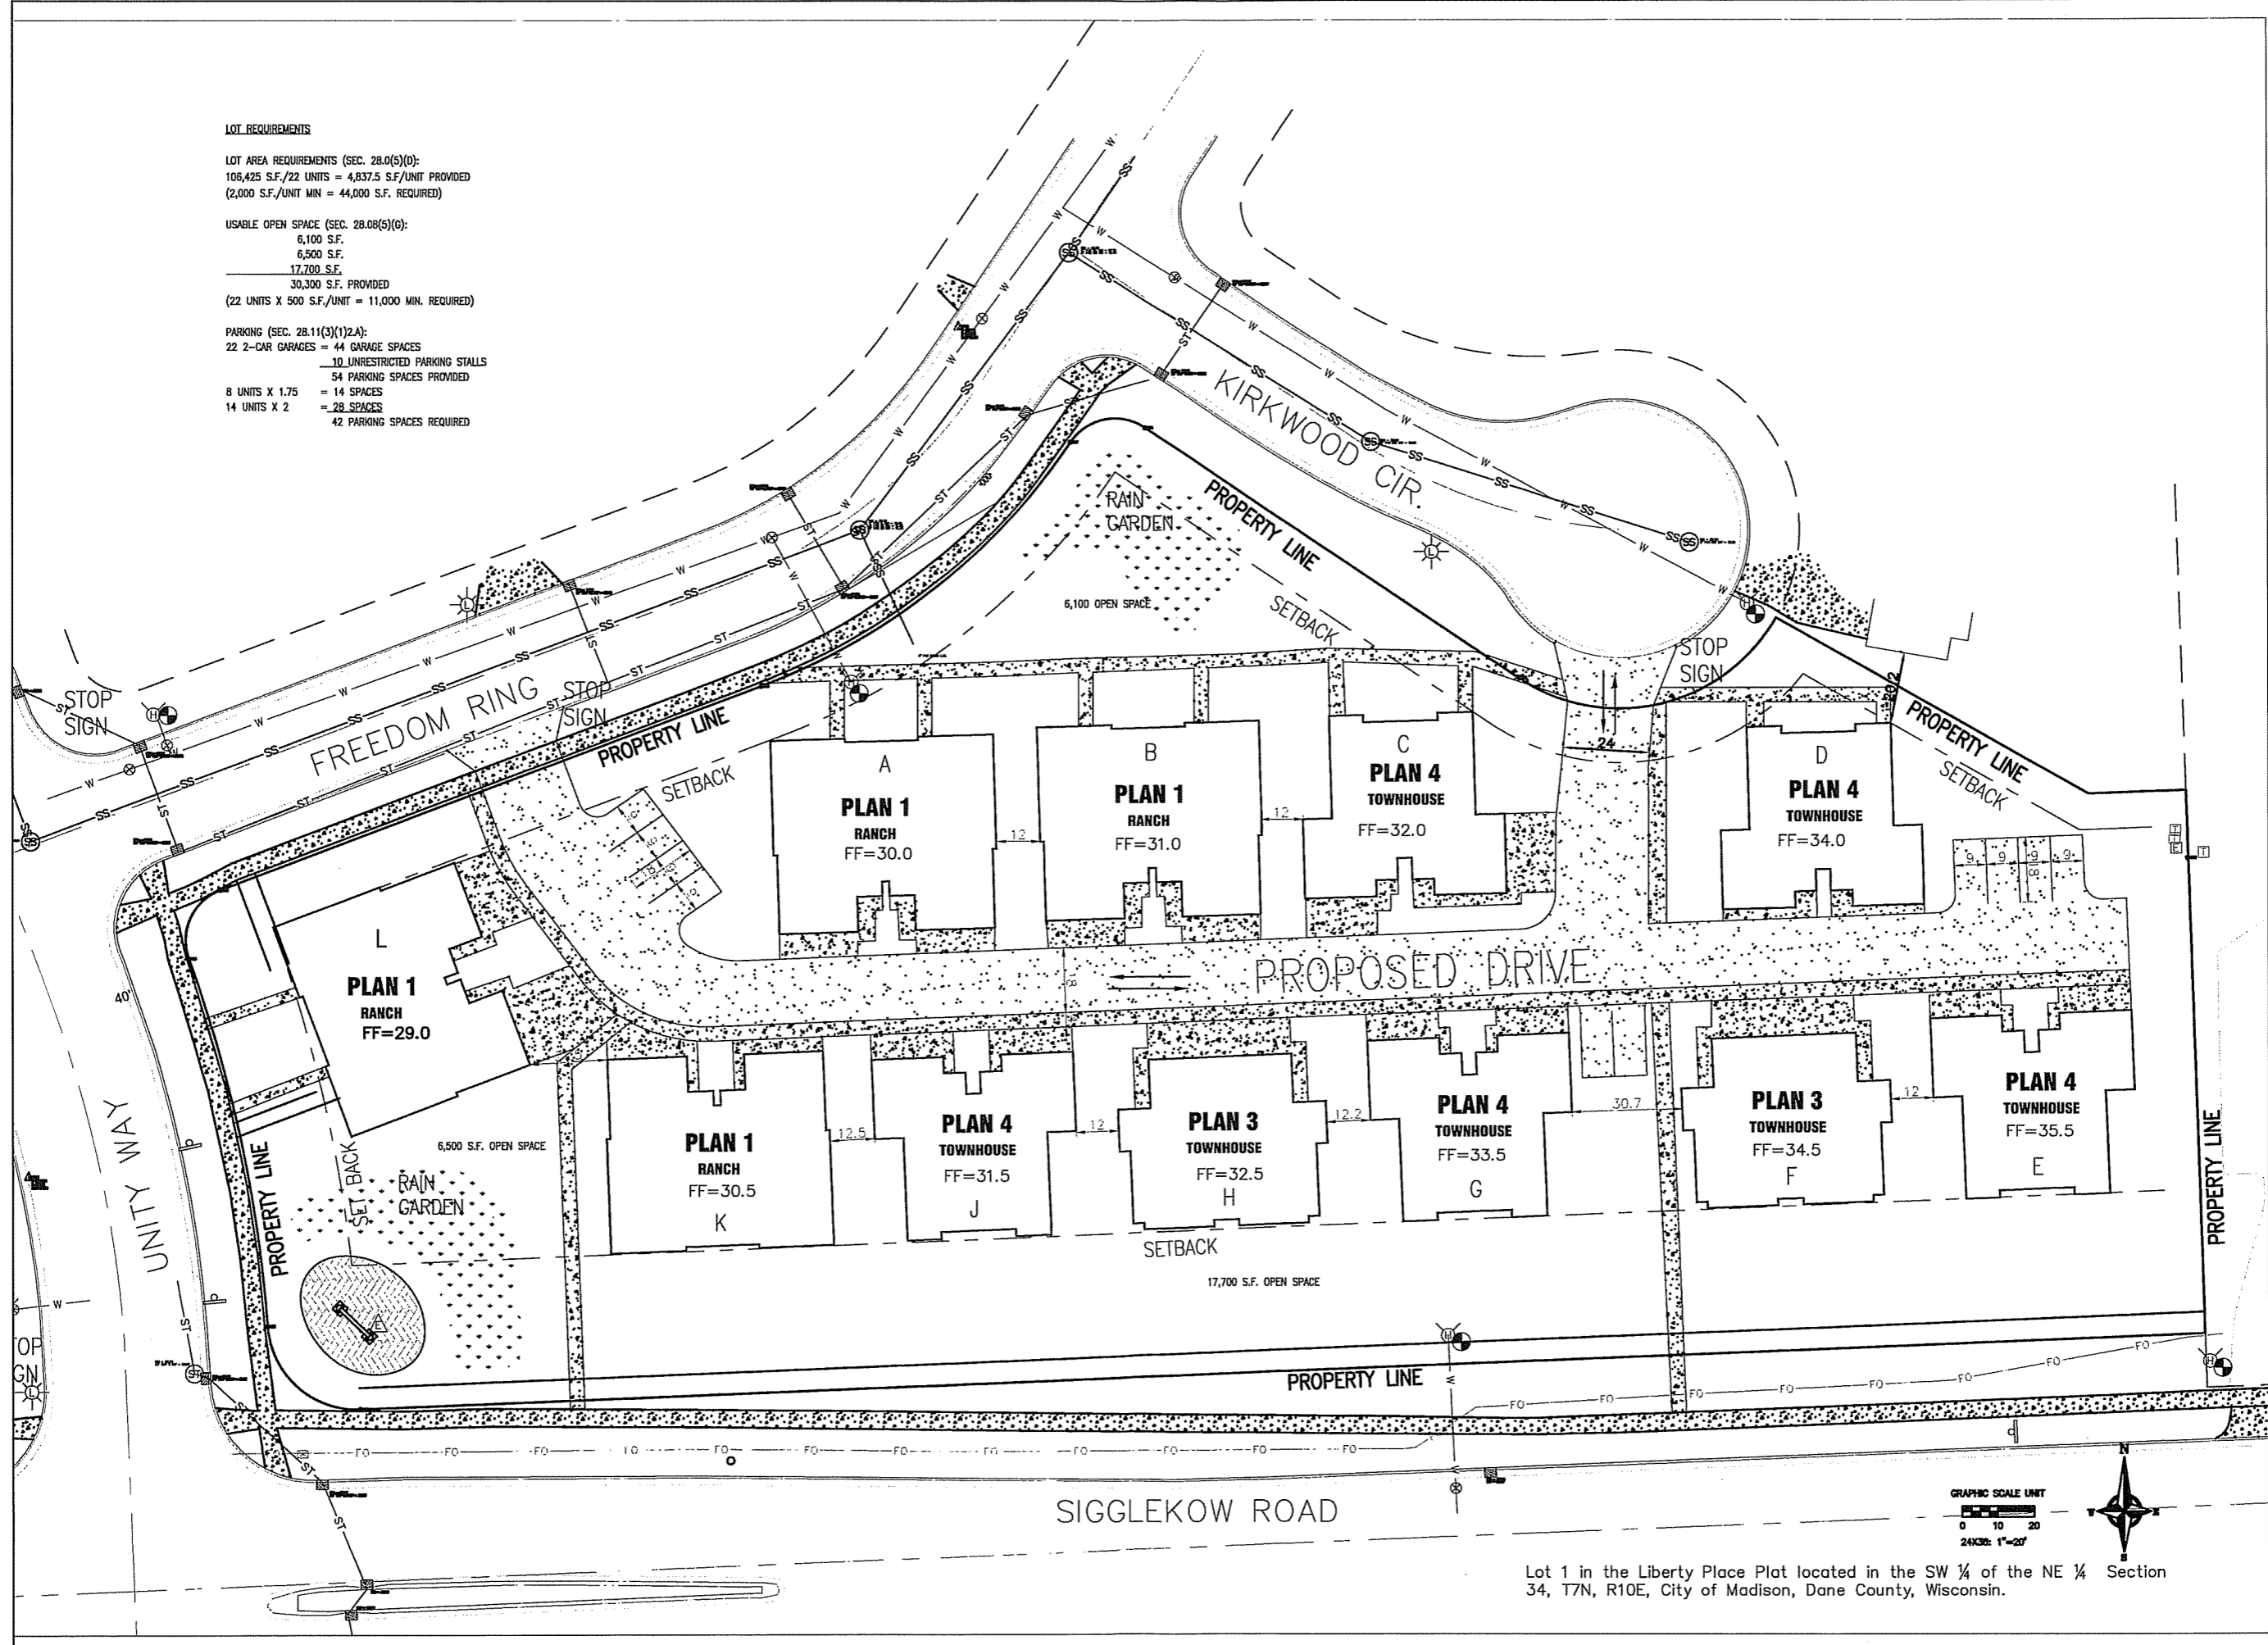 LOT REQUIREMENTS
LOT AREA REQUIREMENTS (SEC. 28.0(5)(D):
106,425 S.F./22 UNITS = 4,837.5 S.F/UNIT PROVIDED
(2,000 S.F./UNIT MIN = 44,000 S.F. REQUIRED)
USABLE OPEN SPACE (SEC. 28.08(5)(G):
6,100 S.F.
6,500 S.F.
17,700 S.F.
30,300 S.F. PROVIDED
(22 UNITS X 500 S.F./UNIT = 11,000 MIN. REQUIRED)
PARKING (SEC. 28.11(3)(1)2.A):
22 2-CAR GARAGES = 44 GARAGE SPACES
10 UNRESTRICTED PARKING STALLS
54 PARKING SPACES PROVIDED
8 UNITS X 1.75 = 14 SPACES
14 UNITS X 2 = 28 SPACES
42 PARKING SPACES REQUIRED
KIRKWOOD CIR.
RAIN
GARDEN
PROPERTY LINE
6,100 OPEN SPACE
SETBACK
STOP
SIGN
STOP
SIGN
FREEDOM RING
STOP
SIGN
PROPERTY LINE
SETBACK
PROPERTY LINE
SETBACK
24
A
PLAN 1
RANCH
FF=30.0
12
B
PLAN 1
RANCH
FF=31.0
12
C
PLAN 4
TOWNHOUSE
FF=32.0
D
PLAN 4
TOWNHOUSE
FF=34.0
9 9 9 9
18
L
PLAN 1
RANCH
FF=29.0
40'
PROPOSED DRIVE
UNITY WAY
PROPERTY LINE
SET BACK
6,500 S.F. OPEN SPACE
RAIN
GARDEN
PLAN 1
RANCH
FF=30.5
K
12.5
PLAN 4
TOWNHOUSE
FF=31.5
J
12
PLAN 3
TOWNHOUSE
FF=32.5
H
12.2
PLAN 4
TOWNHOUSE
FF=33.5
G
30.7
PLAN 3
TOWNHOUSE
FF=34.5
F
12
PLAN 4
TOWNHOUSE
FF=35.5
E
PROPERTY LINE
SETBACK
17,700 S.F. OPEN SPACE
PROPERTY LINE
OP
GN
SIGGLEKOW ROAD
GRAPHIC SCALE UNIT
0 10 20
24X36: 1"=20'
N
Lot 1 in the Liberty Place Plat located in the SW ¼ of the NE ¼ Section
34, T7N, R10E, City of Madison, Dane County, Wisconsin.